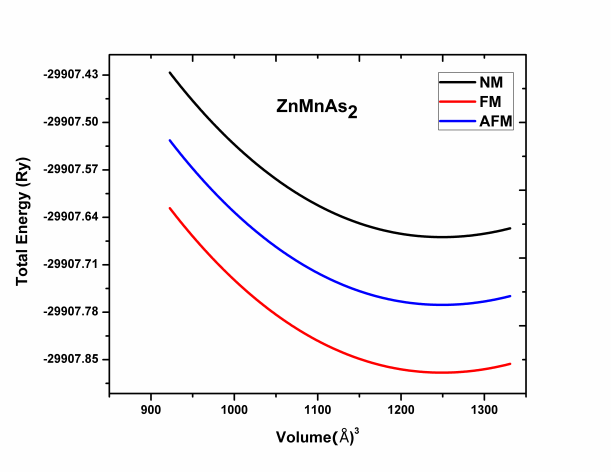 -29907.43
-29907.50
-29907.57
-29907.64
-29907.71
-29907.78
-29907.85
Total Energy (Ry)
ZnMnAs2
NM
FM
AFM
900 1000 1100 1200 1300
Volume(Å)3